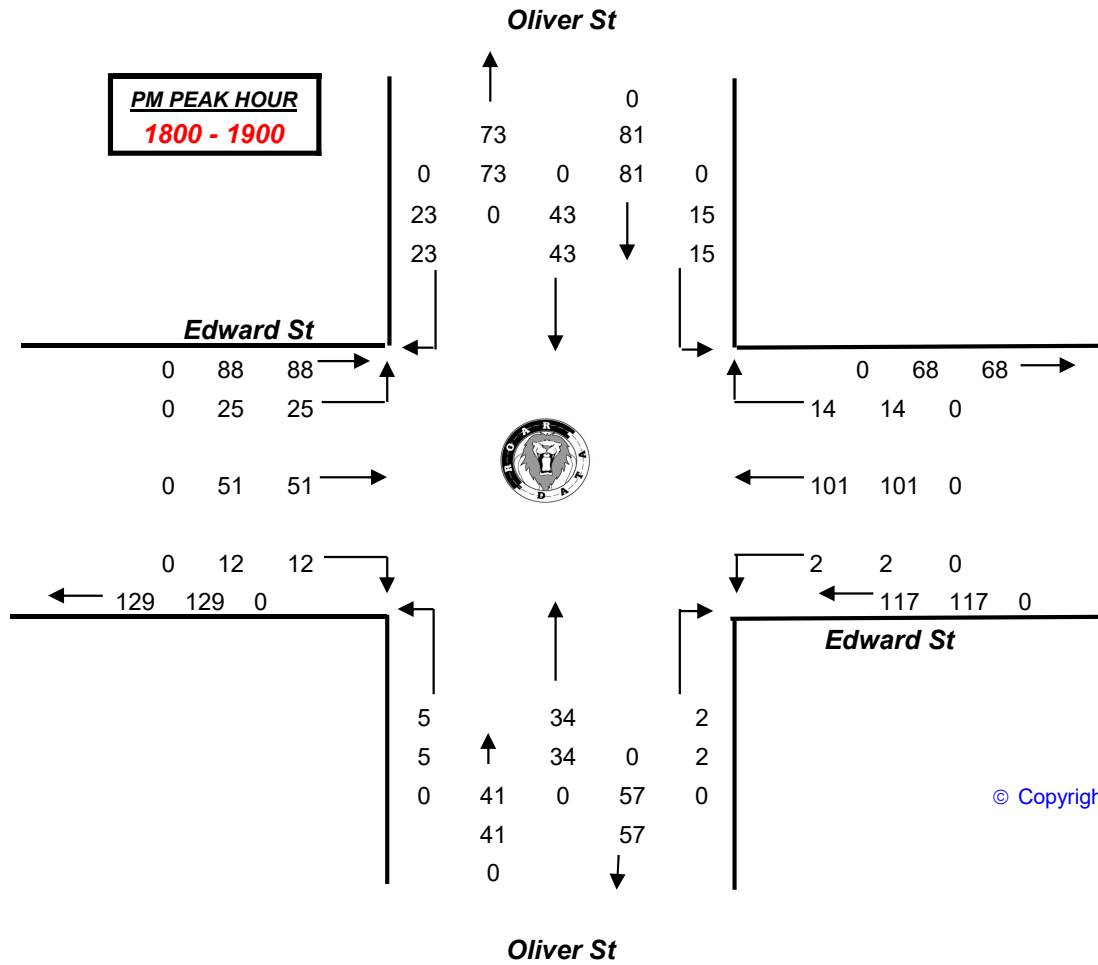 Oliver St
PM PEAK HOUR
1800 - 1900
0
73 81
0 73 0 81 0
23 0 43 15
23 43 15
Edward St
0 88 88 0 68 68
0 25 25 14 14 0
ROAR DATA
0 51 51 101 101 0
0 12 12 2 2 0
129 129 0 117 117 0
Edward St
5 34 2
5 34 0 2
0 41 0 57 0
© Copyrigh
41 57
0
Oliver St